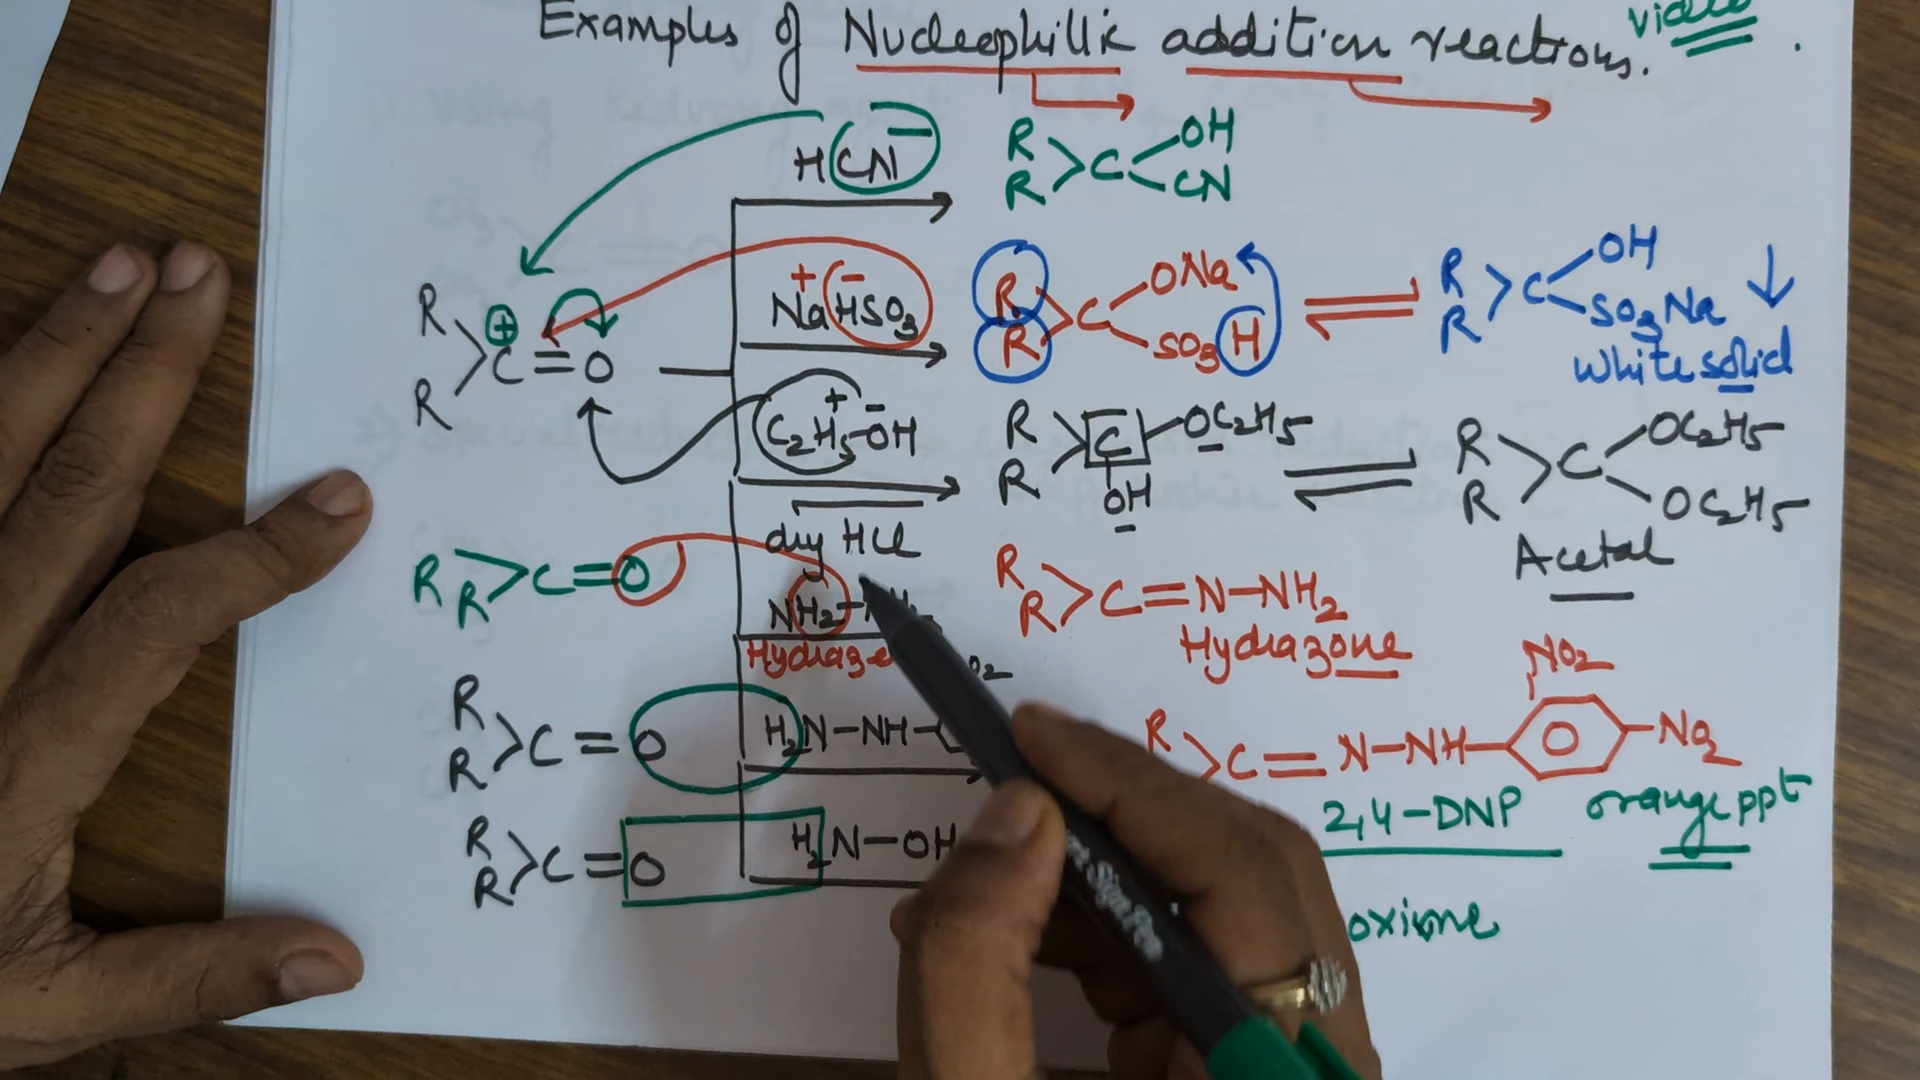 Examples of Nucleophillic addition reactions. video
HCN⁻
R R > C OH CN
Na⁺ HSO₃⁻
R R > C = O ⊕
R R > C ONa SO₃H ⇌ R R > C OH SO₃Na ↓
White solid
C₂H₅⁺-OH⁻
R R > C -OC₂H₅ OH ⇌ R R > C OC₂H₅ OC₂H₅
dry HCl
Acetal
R R > C = O NH₂- R R > C = N-NH₂
Hydrazone
NO₂
R R > C = O H₂N-NH- R > C = N-NH- -NO₂
2,4-DNP orange ppt
R R > C = O H₂N-OH
oxime